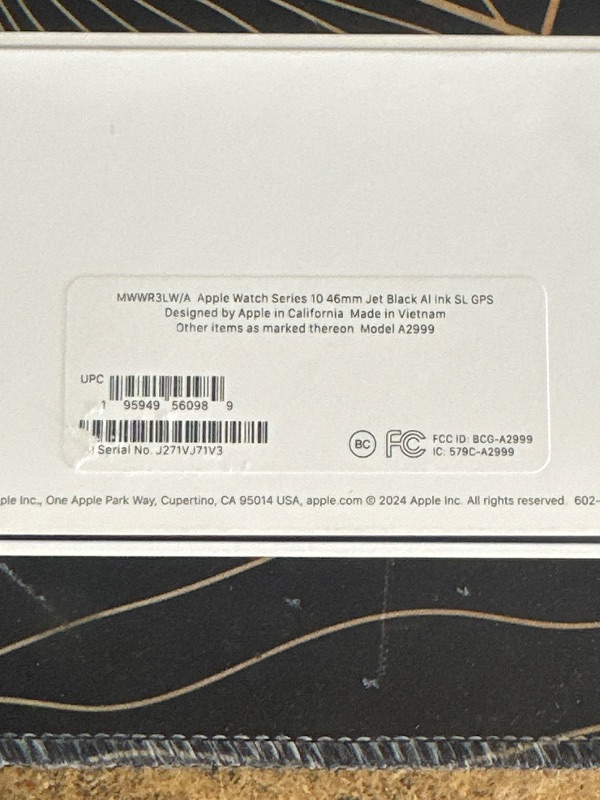 MWWR3LW/A Apple Watch Series 10 46mm Jet Black Al Ink SL GPS
Designed by Apple in California Made in Vietnam
Other items as marked thereon Model A2999
UPC
1 95949 56098 9
Serial No. J271VJ71V3
BC FC FCC ID: BCG-A2999
IC: 579C-A2999
ple Inc., One Apple Park Way, Cupertino, CA 95014 USA, apple.com © 2024 Apple Inc. All rights reserved. 602-